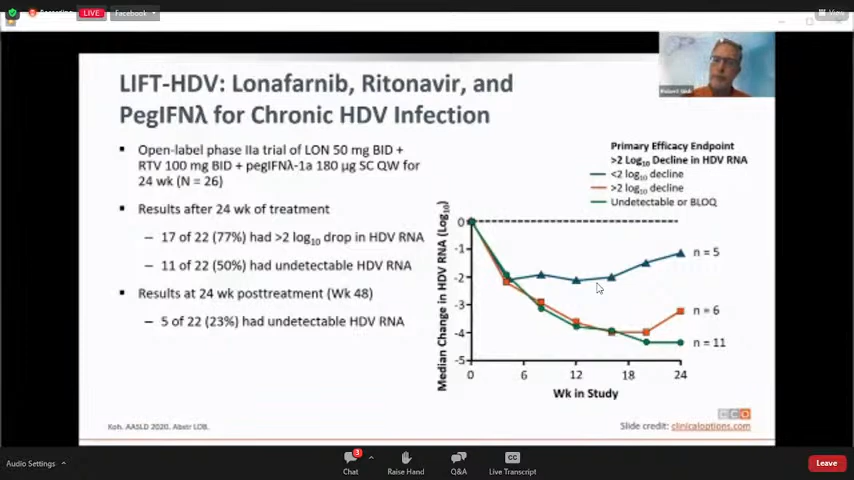 LIVE
Facebook
View
LIFT-HDV: Lonafarnib, Ritonavir, and
PegIFNλ for Chronic HDV Infection
Open-label phase IIa trial of LON 50 mg BID +
RTV 100 mg BID + pegIFNλ-1a 180 µg SC QW for
24 wk (N = 26)
Results after 24 wk of treatment
– 17 of 22 (77%) had >2 log10 drop in HDV RNA
– 11 of 22 (50%) had undetectable HDV RNA
Results at 24 wk posttreatment (Wk 48)
– 5 of 22 (23%) had undetectable HDV RNA
Primary Efficacy Endpoint
>2 Log10 Decline in HDV RNA
<2 log10 decline
>2 log10 decline
Undetectable or BLOQ
Median Change in HDV RNA (Log10)
0
-1
-2
-3
-4
-5
n = 5
n = 6
n = 11
0 6 12 18 24
Wk in Study
Koh. AASLD 2020. Abstr LOB.
CCO
Slide credit: clinicaloptions.com
Audio Settings
3
Chat
Raise Hand
Q&A
CC
Live Transcript
Leave